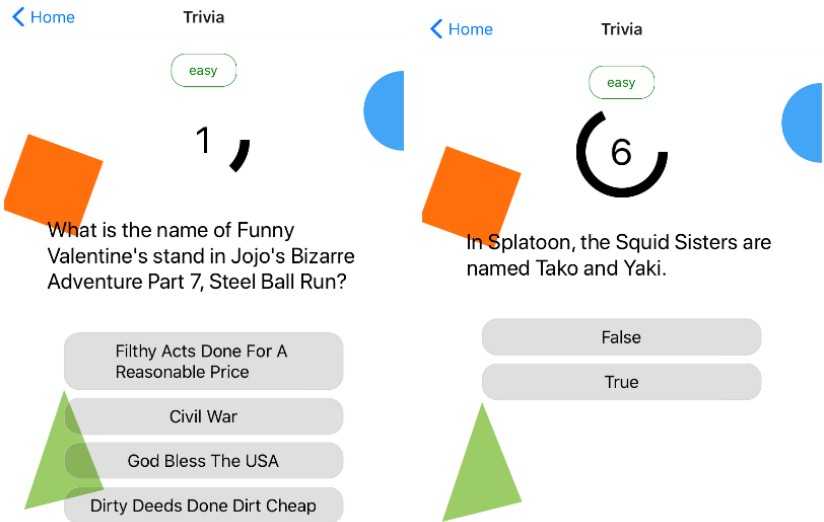 Home
Trivia
easy
1
What is the name of Funny
Valentine's stand in Jojo's Bizarre
Adventure Part 7, Steel Ball Run?
Filthy Acts Done For A
Reasonable Price
Civil War
God Bless The USA
Dirty Deeds Done Dirt Cheap
Home
Trivia
easy
6
In Splatoon, the Squid Sisters are
named Tako and Yaki.
False
True